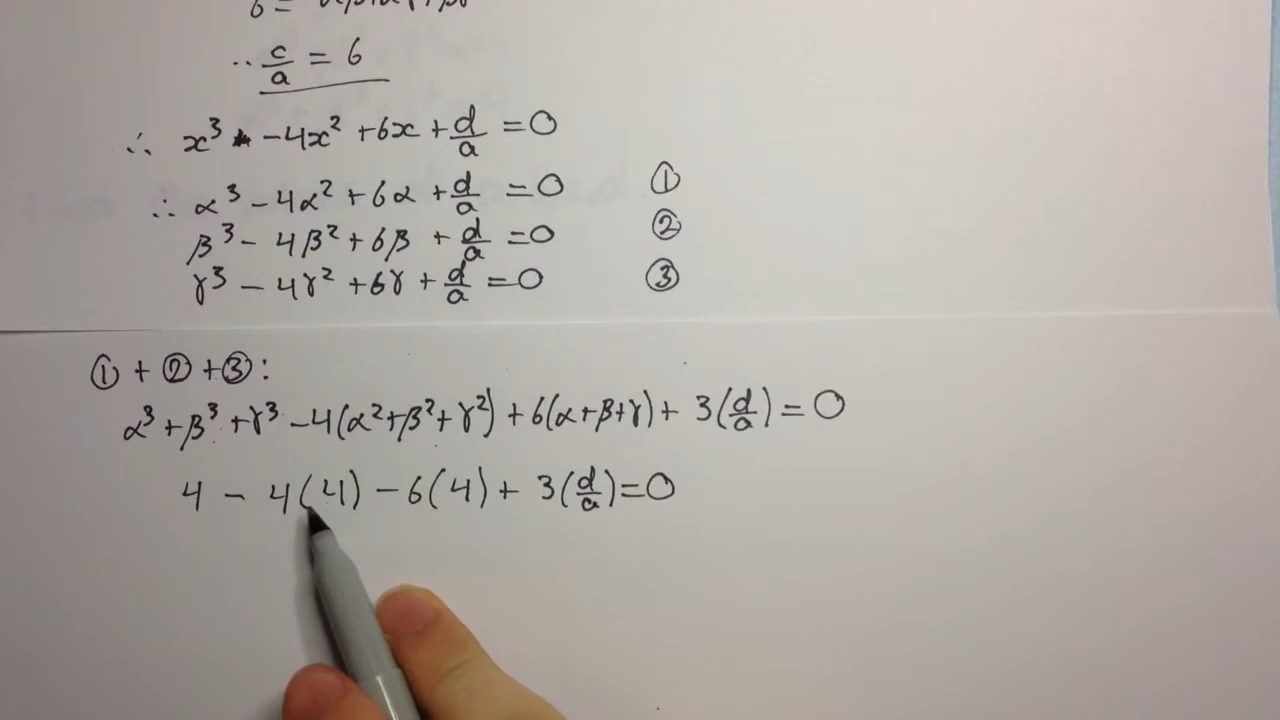 6 =
∴ c/a = 6
∴ x³ - 4x² + 6x + d/a = 0
∴ α³ - 4α² + 6α + d/a = 0 ①
β³ - 4β² + 6β + d/a = 0 ②
γ³ - 4γ² + 6γ + d/a = 0 ③
① + ② + ③:
α³ + β³ + γ³ - 4(α² + β² + γ²) + 6(α + β + γ) + 3(d/a) = 0
4 - 4(4) - 6(4) + 3(d/a) = 0